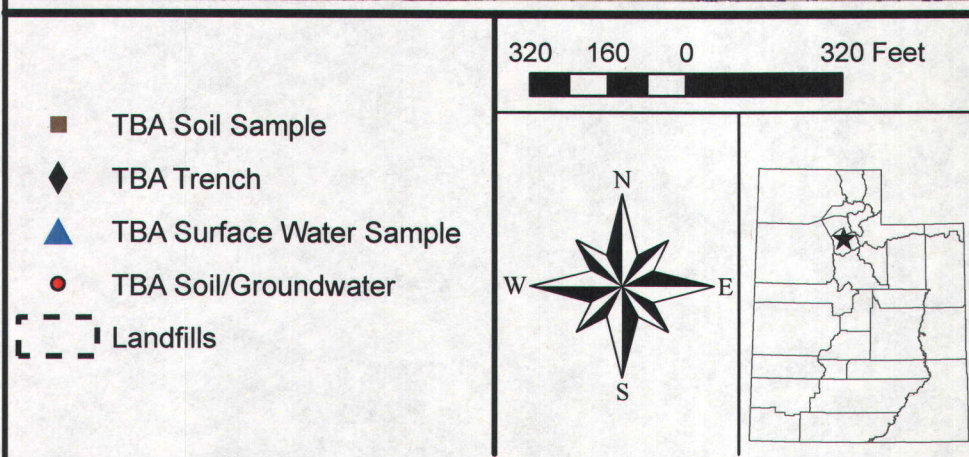 320 160 0 320 Feet
TBA Soil Sample
TBA Trench
TBA Surface Water Sample
TBA Soil/Groundwater
Landfills
N
W E
S